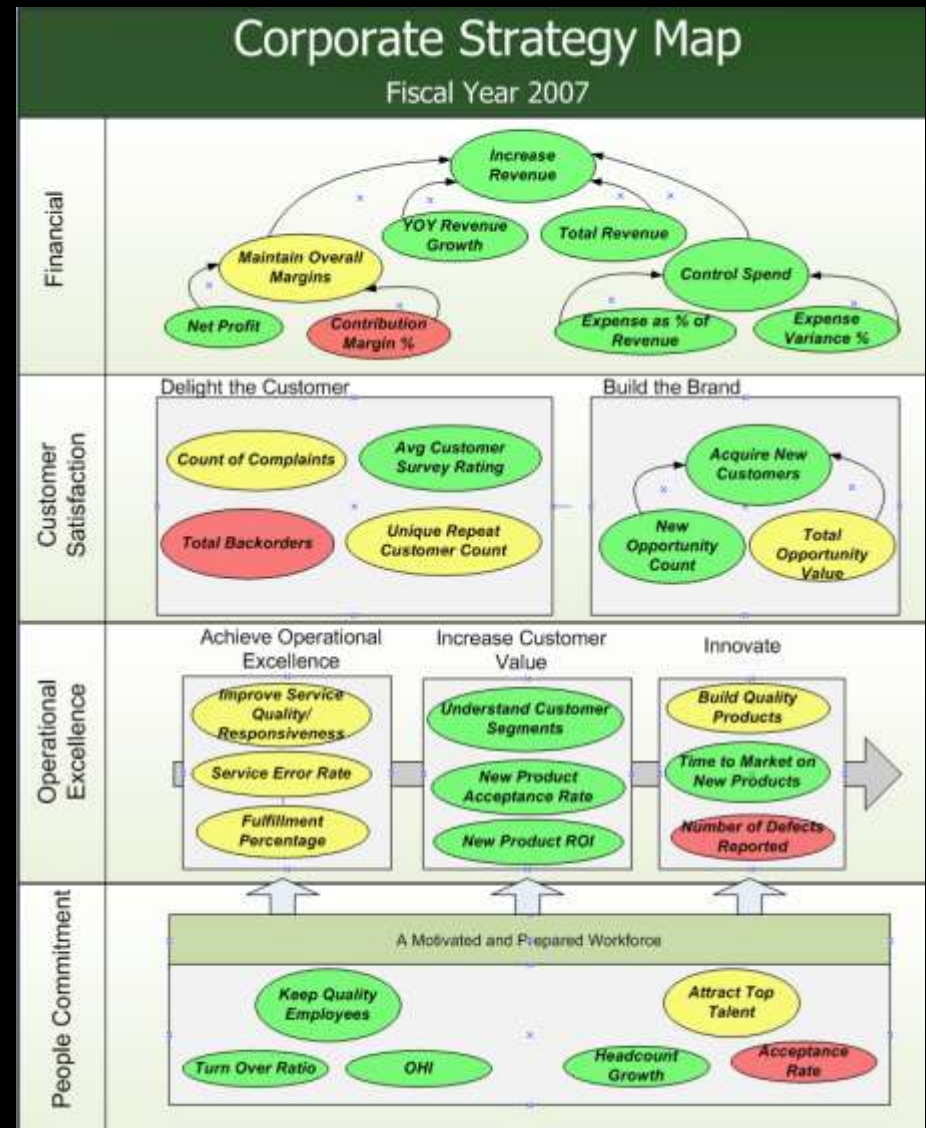 Corporate Strategy Map
Fiscal Year 2007
Financial
Increase
Revenue
YOY Revenue
Growth
Total Revenue
Maintain Overall
Margins
Control Spend
Net Profit
Contribution
Margin %
Expense as % of
Revenue
Expense
Variance %
Customer
Satisfaction
Delight the Customer
Count of Complaints
Avg Customer
Survey Rating
Total Backorders
Unique Repeat
Customer Count
Build the Brand
Acquire New
Customers
New
Opportunity
Count
Total
Opportunity
Value
Operational
Excellence
Achieve Operational
Excellence
Improve Service
Quality/
Responsiveness
Service Error Rate
Fulfillment
Percentage
Increase Customer
Value
Understand Customer
Segments
New Product
Acceptance Rate
New Product ROI
Innovate
Build Quality
Products
Time to Market on
New Products
Number of Defects
Reported
People Commitment
A Motivated and Prepared Workforce
Keep Quality
Employees
Turn Over Ratio
OHI
Attract Top
Talent
Headcount
Growth
Acceptance
Rate